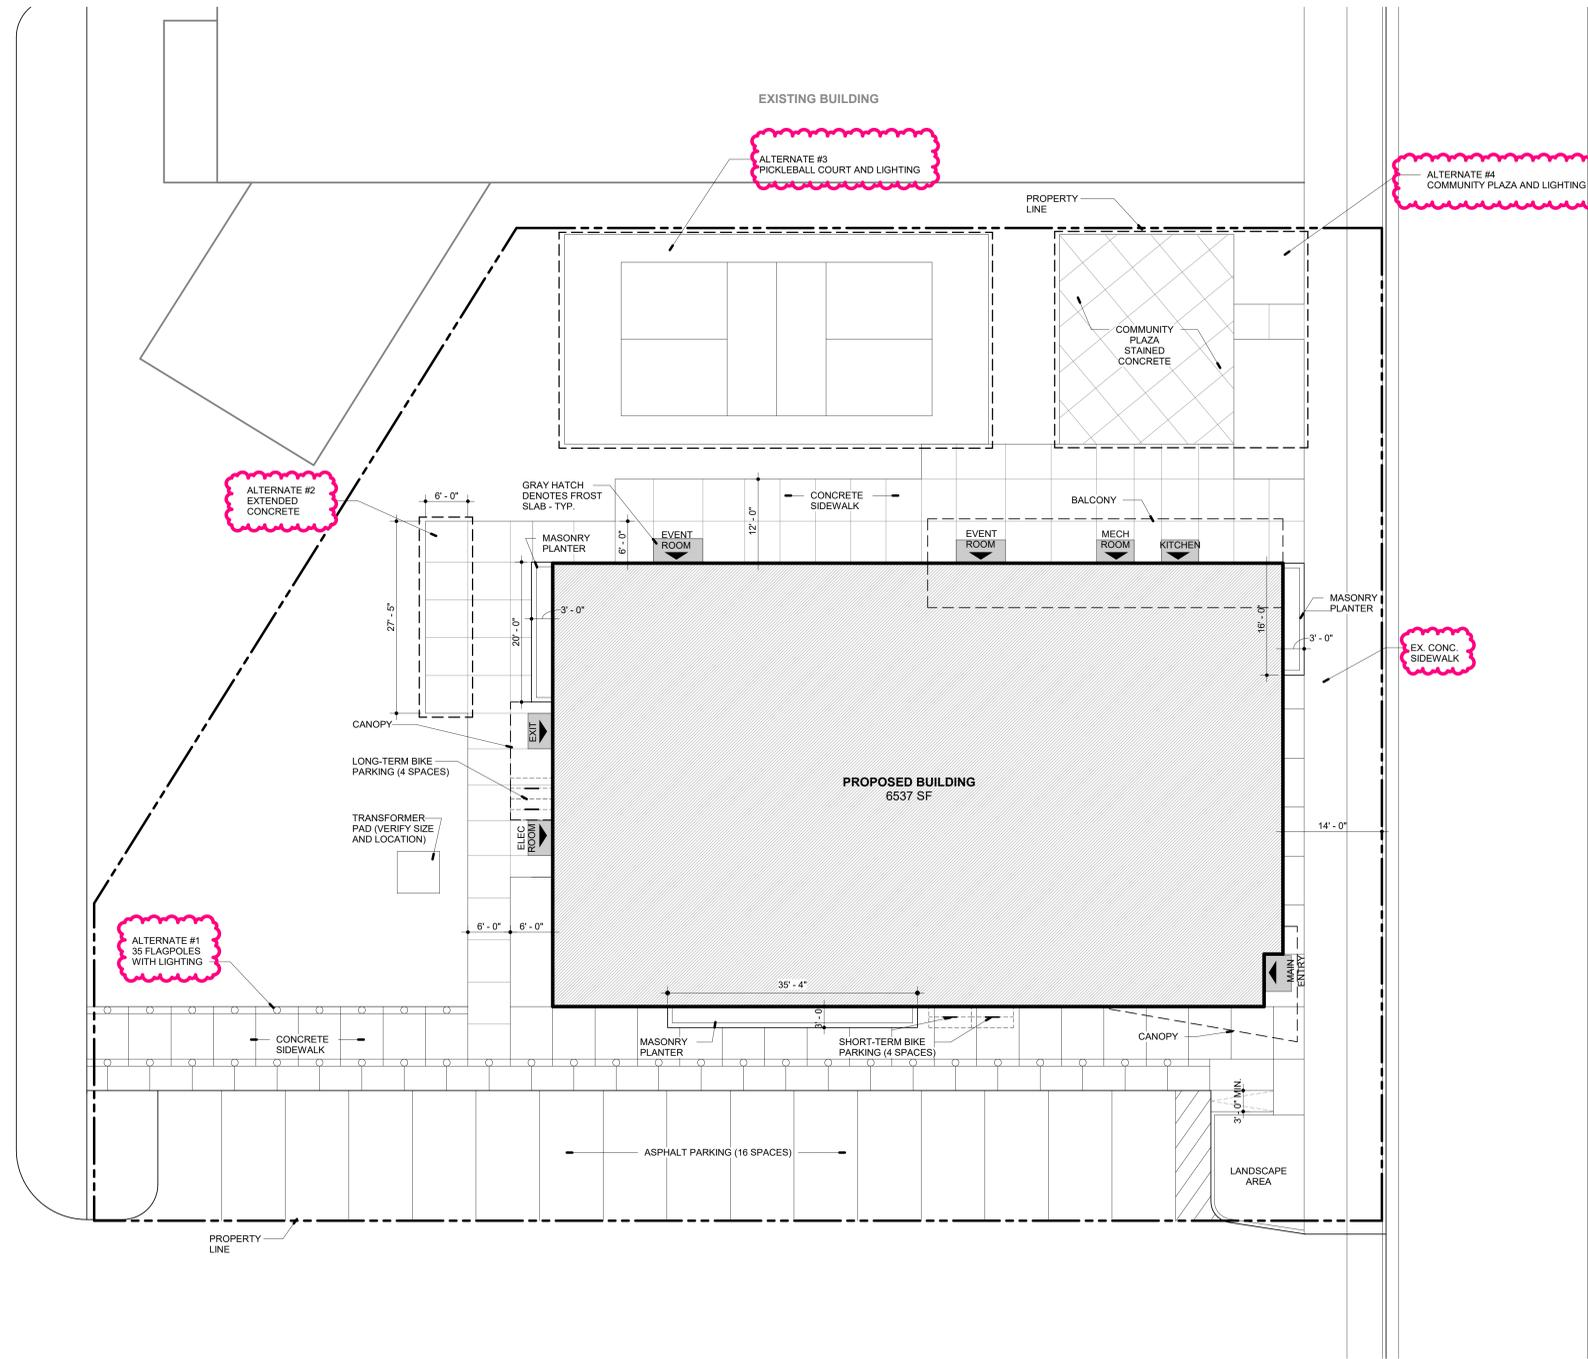 EXISTING BUILDING
ALTERNATE #3
PICKLEBALL COURT AND LIGHTING
ALTERNATE #4
COMMUNITY PLAZA AND LIGHTING
PROPERTY
LINE
COMMUNITY
PLAZA
STAINED
CONCRETE
ALTERNATE #2
EXTENDED
CONCRETE
6' - 0"
GRAY HATCH
DENOTES FROST
SLAB - TYP.
CONCRETE
SIDEWALK
BALCONY
12' - 0"
6' - 0"
MASONRY
PLANTER
EVENT
ROOM
EVENT
ROOM
MECH
ROOM
KITCHEN
27' - 5"
20' - 0"
3' - 0"
16' - 0"
MASONRY
PLANTER
3' - 0"
EX. CONC.
SIDEWALK
CANOPY
EXIT
LONG-TERM BIKE
PARKING (4 SPACES)
PROPOSED BUILDING
6537 SF
TRANSFORMER
PAD (VERIFY SIZE
AND LOCATION)
ELEC
ROOM
14' - 0"
6' - 0"
6' - 0"
ALTERNATE #1
35 FLAGPOLES
WITH LIGHTING
MAIN
ENTRY
35' - 4"
3' - 0"
CONCRETE
SIDEWALK
MASONRY
PLANTER
SHORT-TERM BIKE
PARKING (4 SPACES)
CANOPY
3' - 0" MIN.
ASPHALT PARKING (16 SPACES)
LANDSCAPE
AREA
PROPERTY
LINE